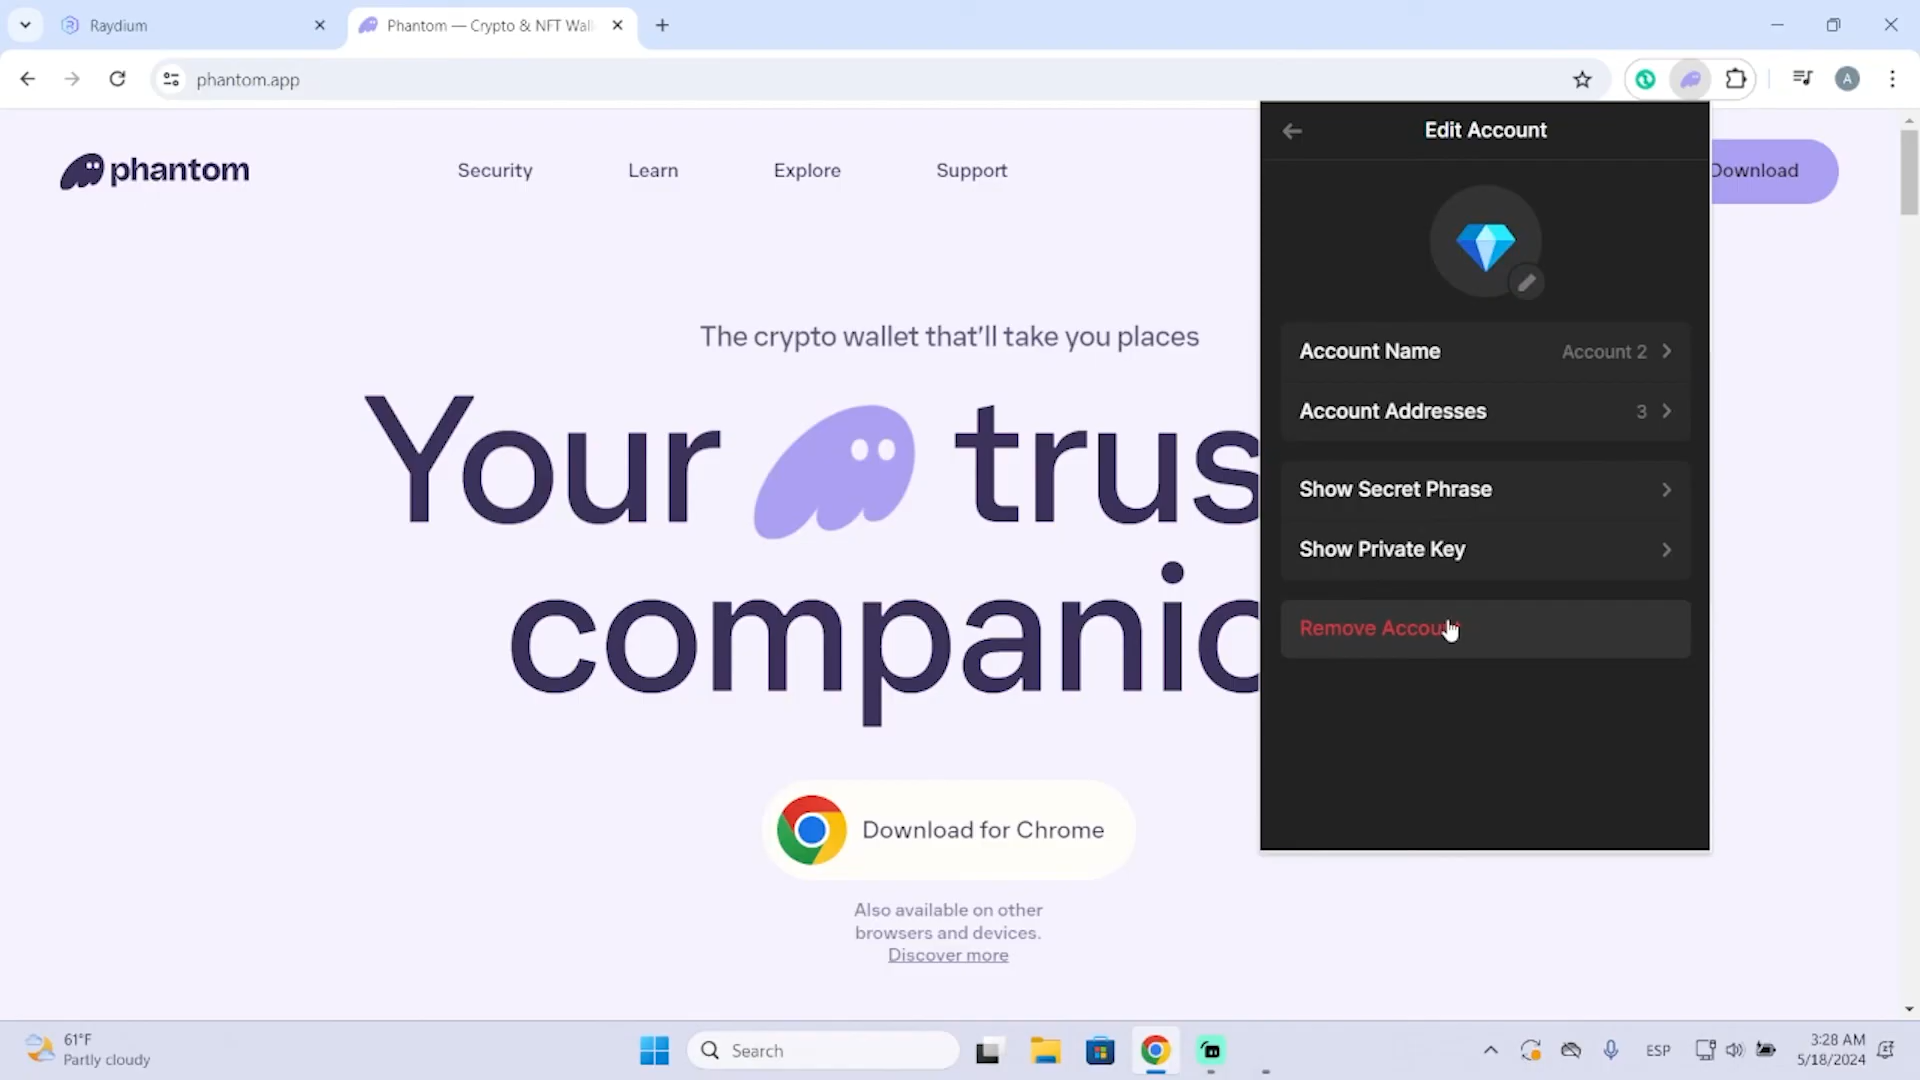 Raydium
Phantom — Crypto & NFT Wal
phantom.app
A
Edit Account
phantom
Security
Learn
Explore
Support
Download
The crypto wallet that'll take you places
Your trus
companio
Account Name
Account 2
Account Addresses
3
Show Secret Phrase
Show Private Key
Remove Account
Download for Chrome
Also available on other
browsers and devices.
Discover more
61°F
Partly cloudy
Search
ESP
3:28 AM
5/18/2024